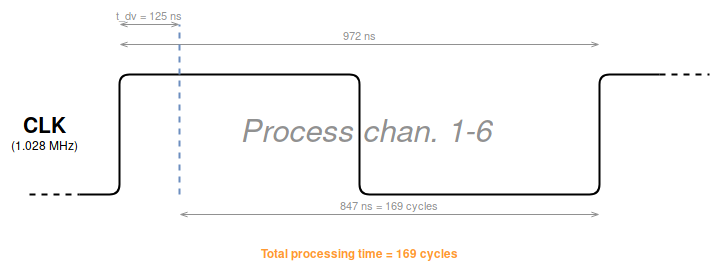 t_dv = 125 ns
972 ns
CLK
(1.028 MHz)
Process chan. 1-6
847 ns = 169 cycles
Total processing time = 169 cycles